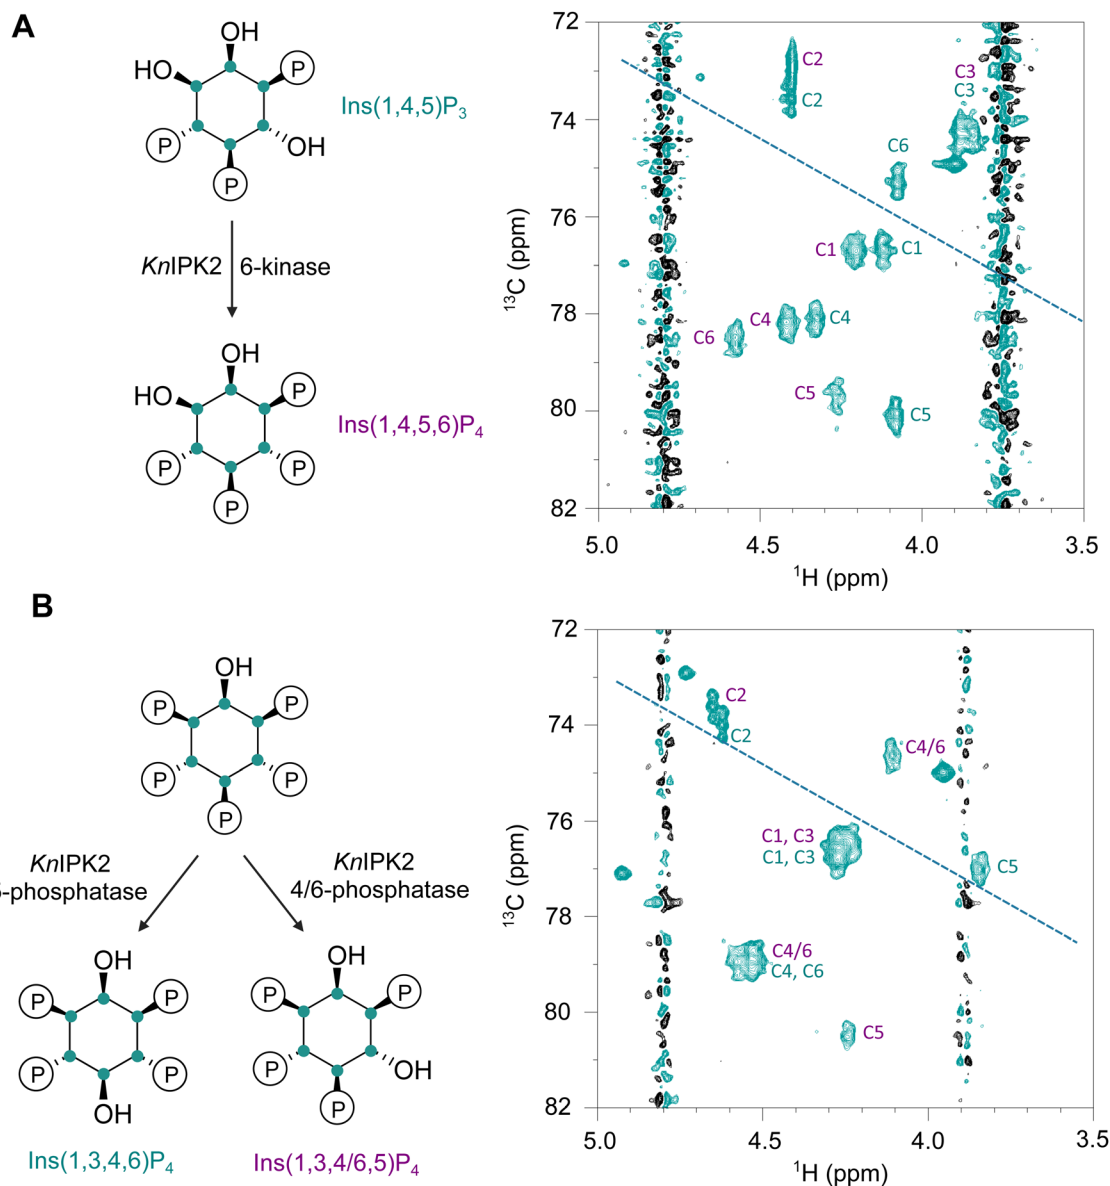 A
OH
HO
P
Ins(1,4,5)P3
P
OH
P
KnIPK2
6-kinase
OH
HO
P
Ins(1,4,5,6)P4
P
P
P
72
74
76
78
80
82
13C (ppm)
5.0 4.5 4.0 3.5
1H (ppm)
C2
C2
C3
C3
C6
C1
C1
C4
C4
C6
C5
C5
B
OH
P
P
P
P
P
KnIPK2
5-phosphatase
KnIPK2
4/6-phosphatase
OH
P
P
P
P
OH
Ins(1,3,4,6)P4
OH
P
P
P
OH
P
Ins(1,3,4/6,5)P4
72
74
76
78
80
82
13C (ppm)
5.0 4.5 4.0 3.5
1H (ppm)
C2
C2
C4/6
C1, C3
C1, C3
C5
C4/6
C4, C6
C5